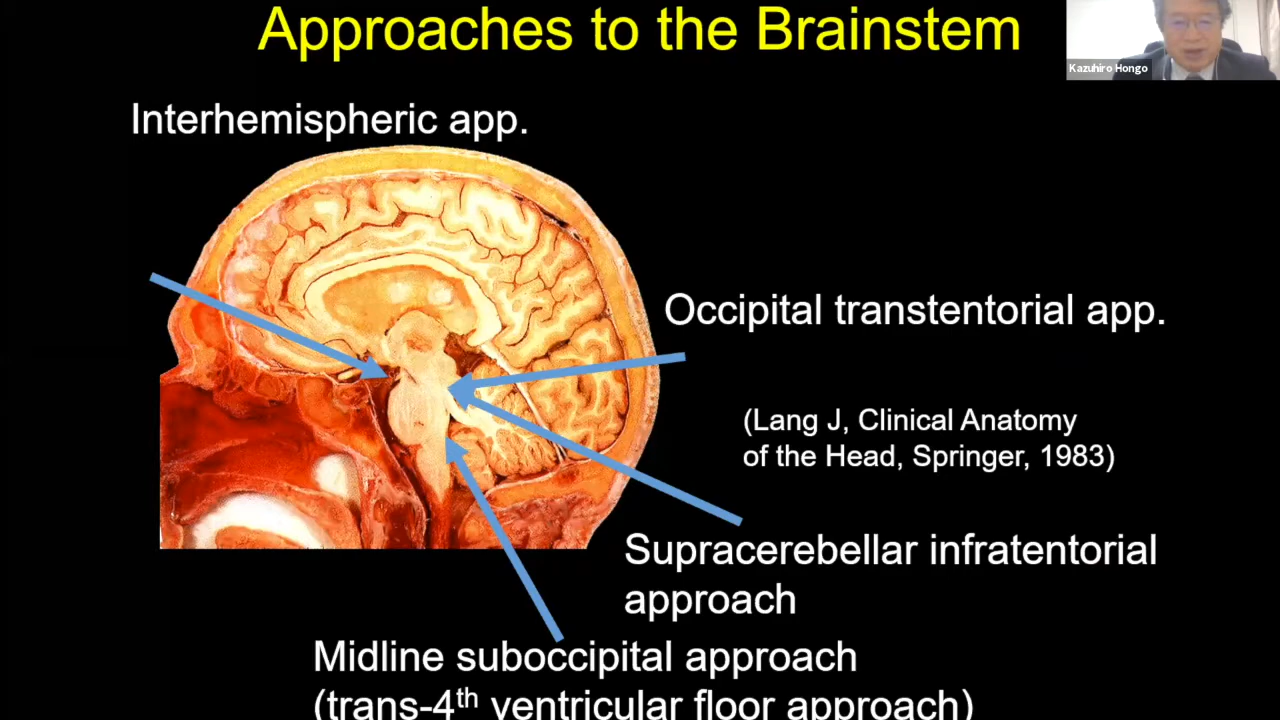 Approaches to the Brainstem
Kazuhiro Hongo
Interhemispheric app.
Occipital transtentorial app.
(Lang J, Clinical Anatomy
of the Head, Springer, 1983)
Supracerebellar infratentorial
approach
Midline suboccipital approach
(trans-4th ventricular floor approach)